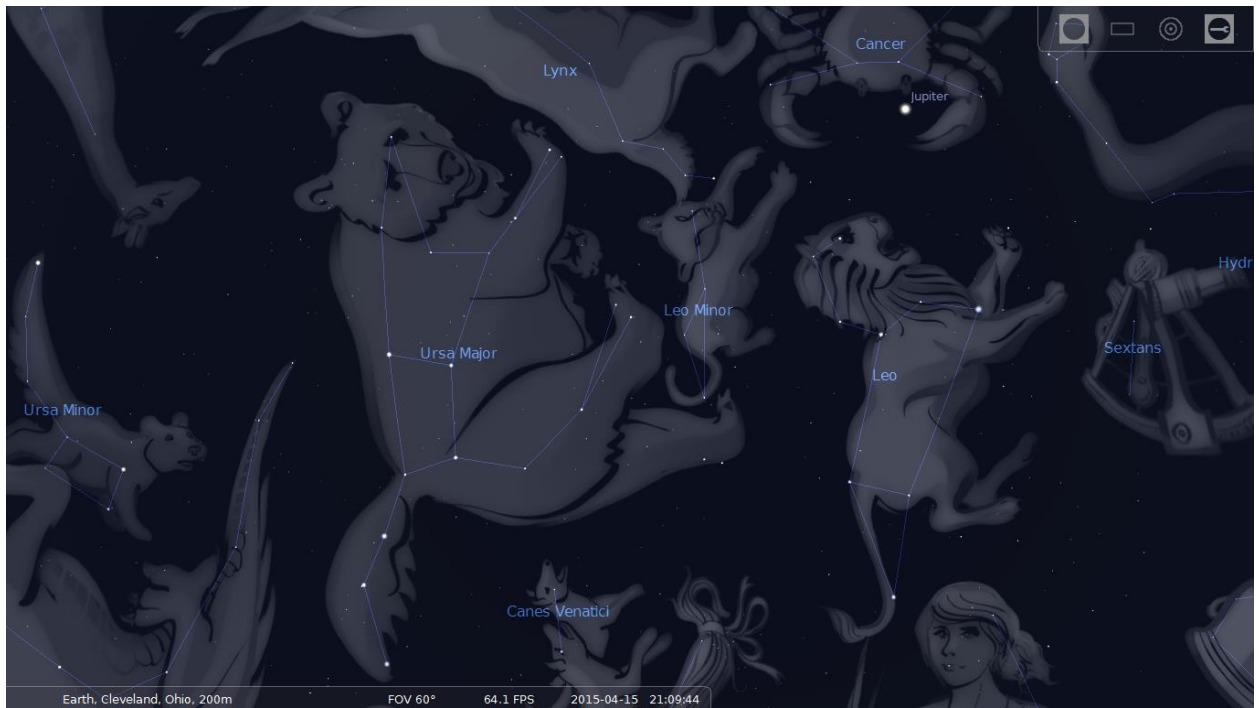 Cancer
Lynx
Jupiter
Hydr
Leo Minor
Sextans
Ursa Major
Leo
Ursa Minor
Canes Venatici
Earth, Cleveland, Ohio, 200m FOV 60° 64.1 FPS 2015-04-15 21:09:44